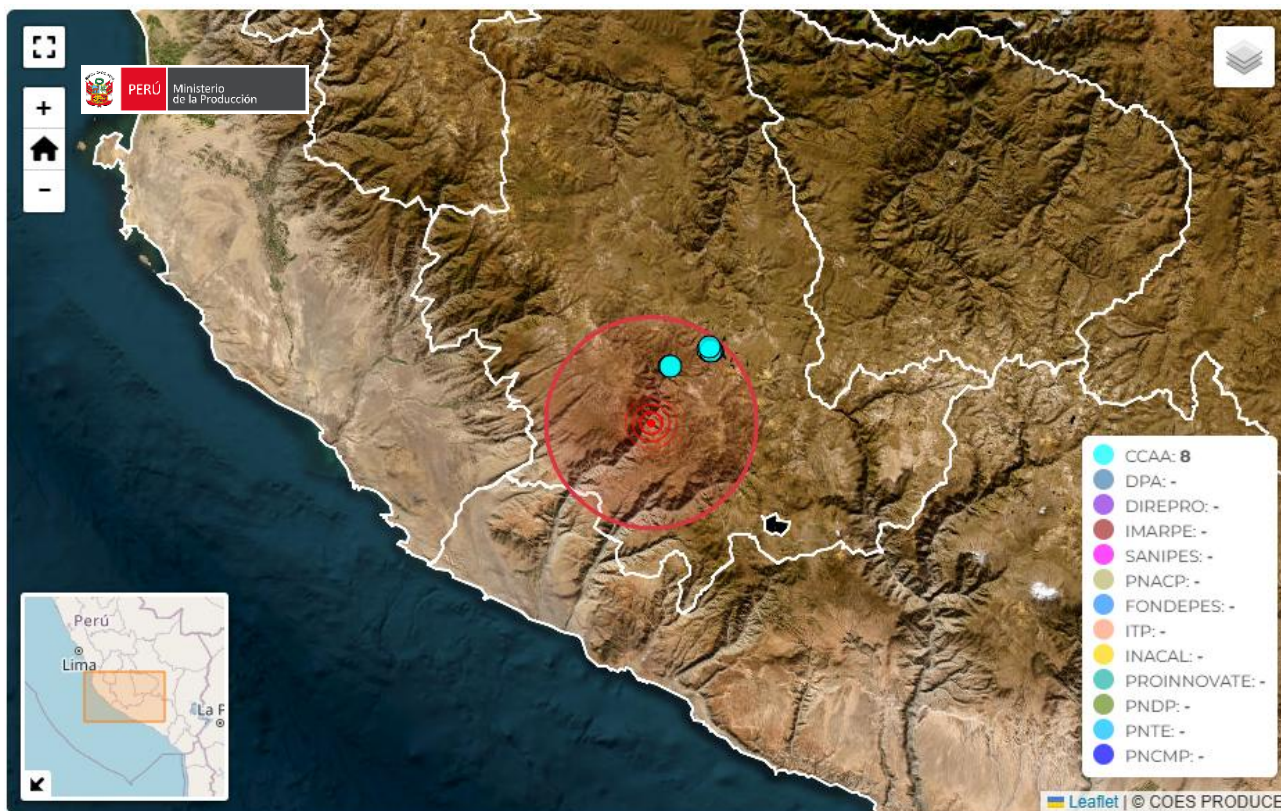 PERÚ
Ministerio
de la Producción
+
-
CCAA: 8
DPA: -
DIREPRO: -
IMARPE: -
SANIPES: -
PNACP: -
FONDEPES: -
ITP: -
INACAL: -
PROINNOVATE: -
PNDP: -
PNTE: -
PNCMP: -
Perú
Lima
La P
Leaflet | © COES PRODUCE